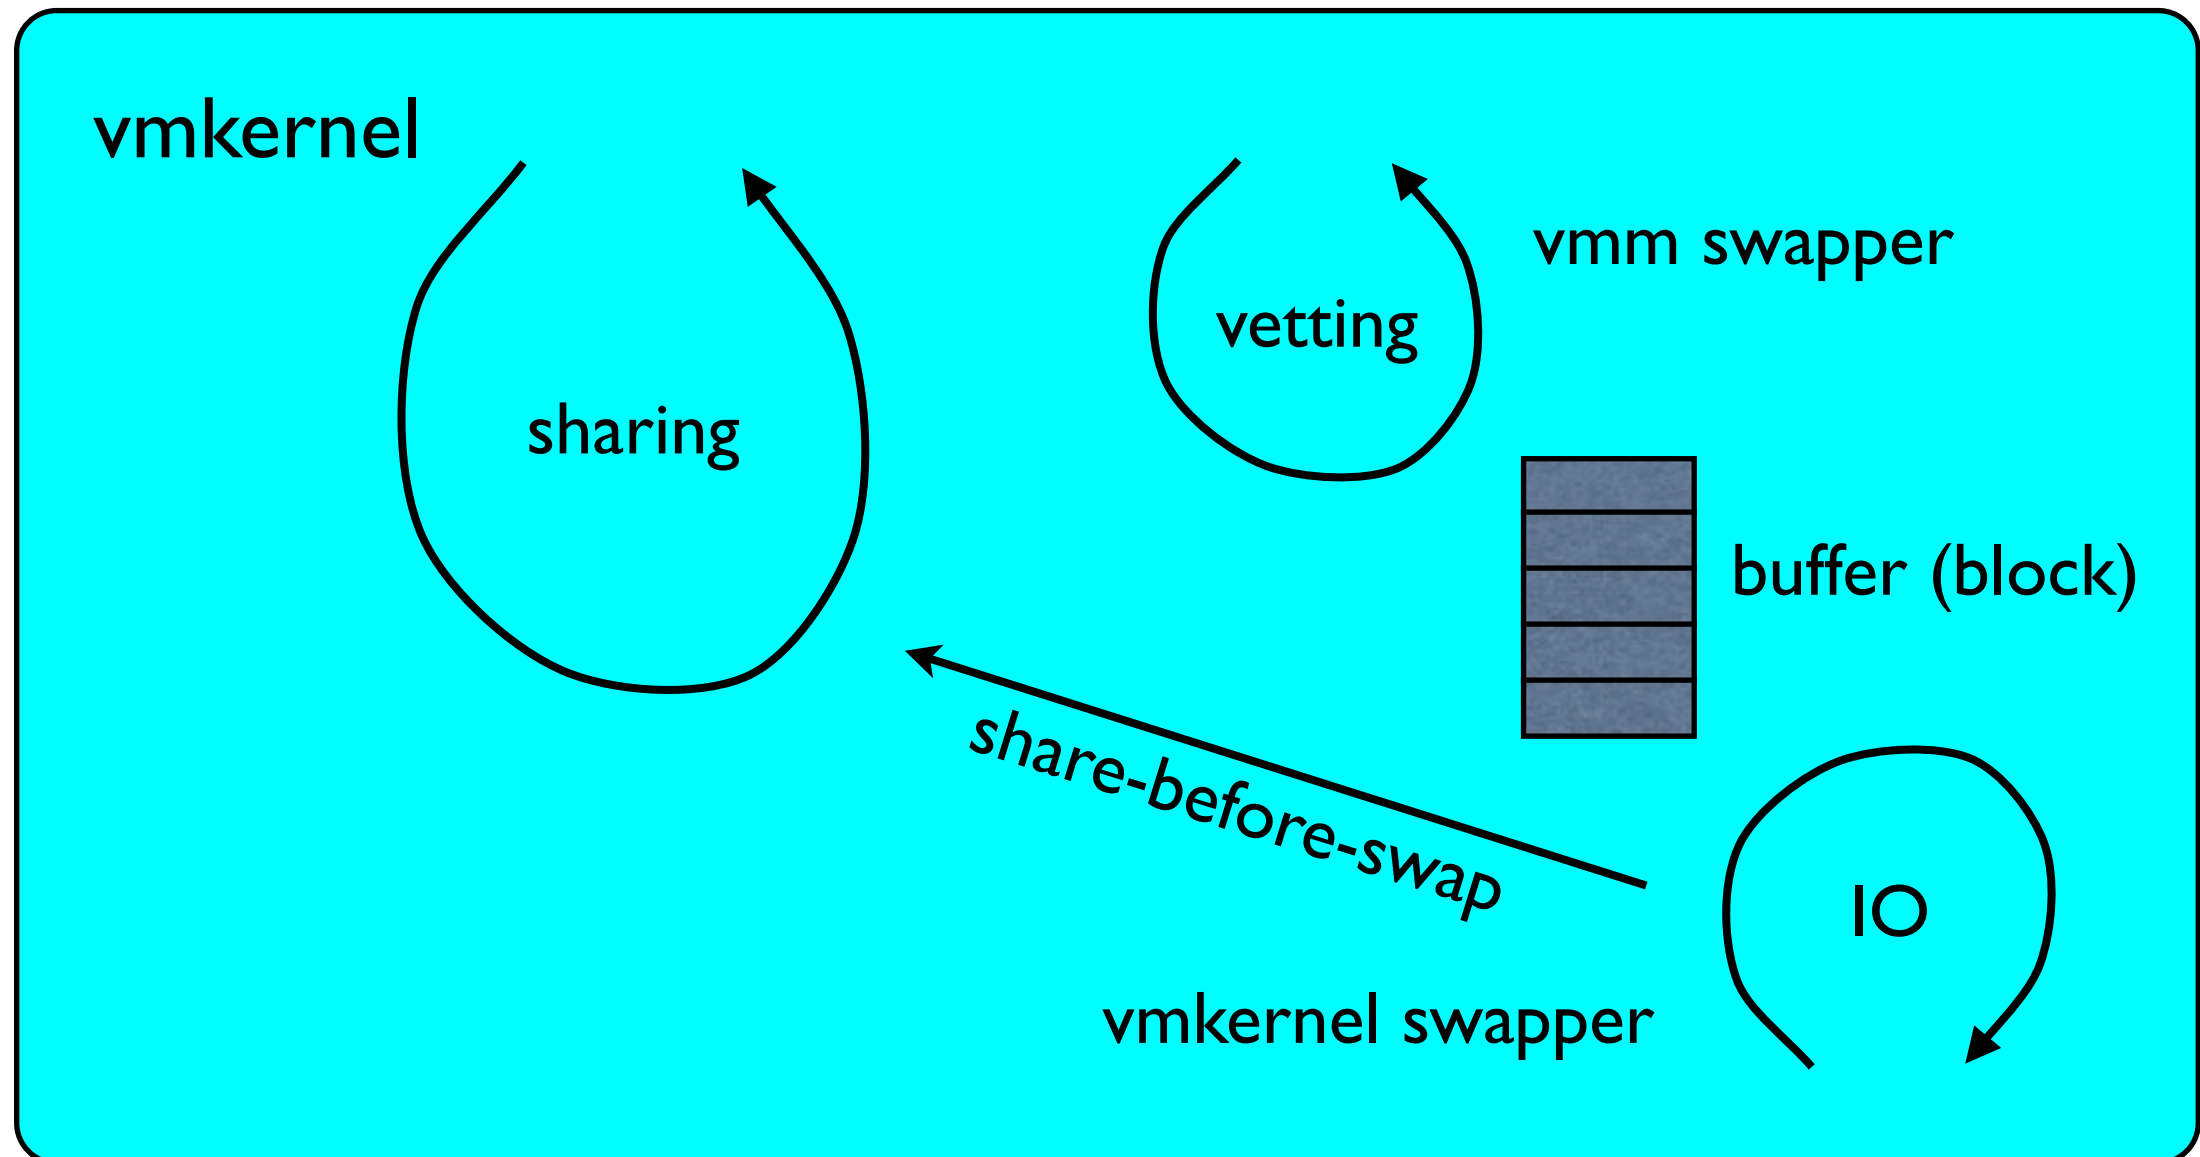 vmkernel
vmm swapper
vetting
sharing
buffer (block)
share-before-swap
IO
vmkernel swapper